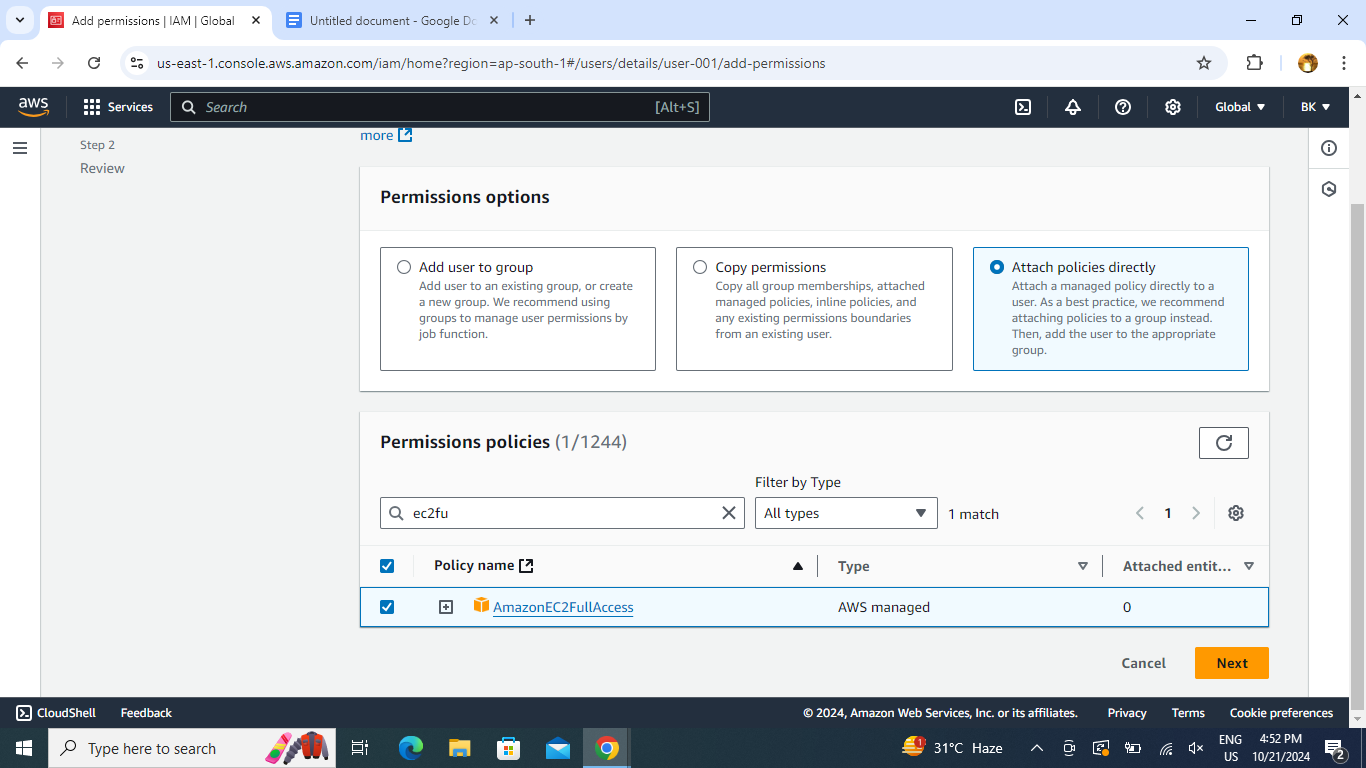 Add permissions | IAM | Global
Untitled document - Google Do
us-east-1.console.aws.amazon.com/iam/home?region=ap-south-1#/users/details/user-001/add-permissions
aws
Services
Search
[Alt+S]
Global
BK
more
Step 2
Review
Permissions options
Add user to group
Add user to an existing group, or create
a new group. We recommend using
groups to manage user permissions by
job function.
Copy permissions
Copy all group memberships, attached
managed policies, inline policies, and
any existing permissions boundaries
from an existing user.
Attach policies directly
Attach a managed policy directly to a
user. As a best practice, we recommend
attaching policies to a group instead.
Then, add the user to the appropriate
group.
Permissions policies (1/1244)
Filter by Type
ec2fu
All types
1 match
1
Policy name
Type
Attached entit...
AmazonEC2FullAccess
AWS managed
0
Cancel
Next
CloudShell
Feedback
© 2024, Amazon Web Services, Inc. or its affiliates.
Privacy
Terms
Cookie preferences
Type here to search
1
31°C Haze
ENG
US
4:52 PM
10/21/2024
2